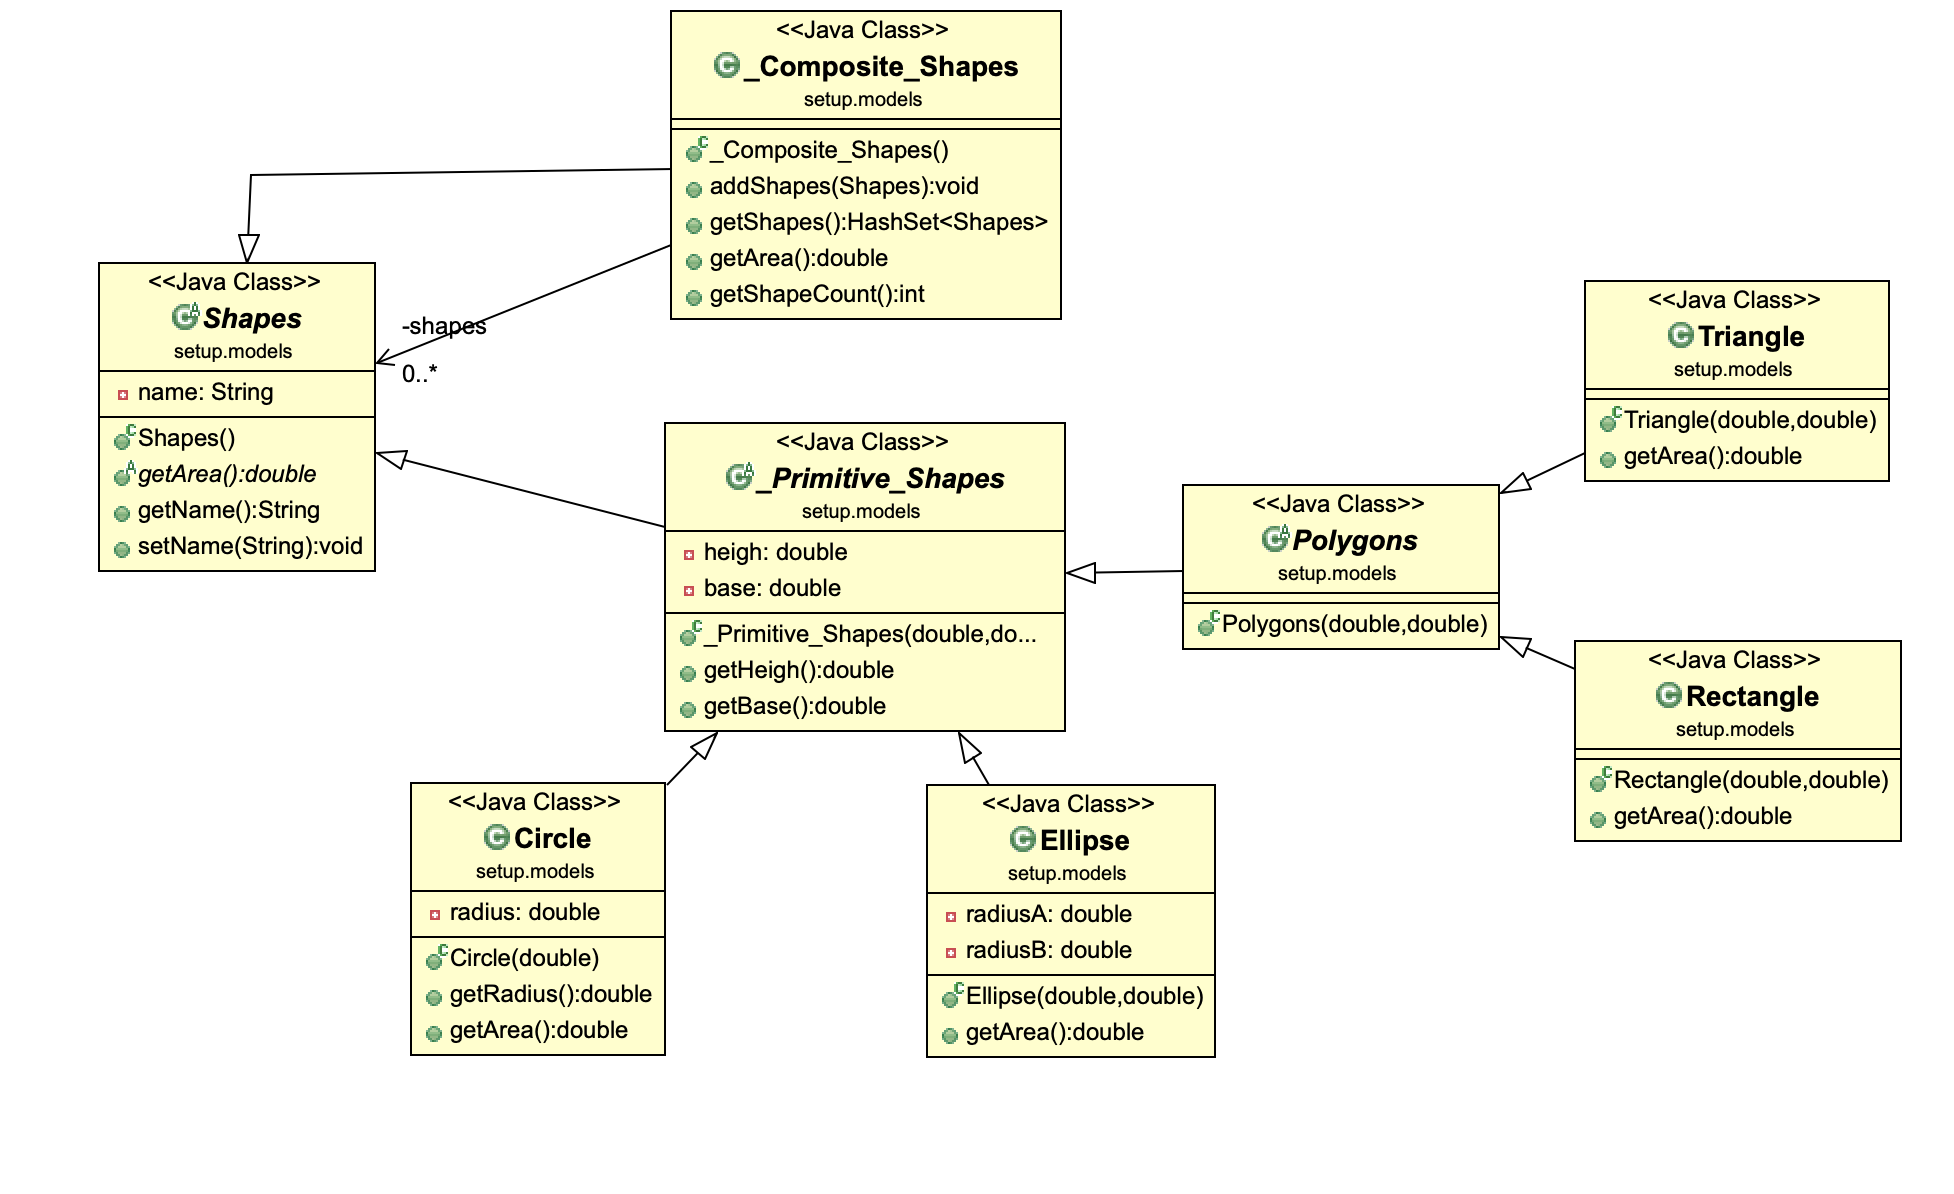 <<Java Class>>
_Composite_Shapes
setup.models
_Composite_Shapes()
addShapes(Shapes):void
getShapes():HashSet<Shapes>
getArea():double
getShapeCount():int
<<Java Class>>
Shapes
setup.models
name: String
Shapes()
getArea():double
getName():String
setName(String):void
-shapes
0..*
<<Java Class>>
_Primitive_Shapes
setup.models
heigh: double
base: double
_Primitive_Shapes(double,do...
getHeigh():double
getBase():double
<<Java Class>>
Polygons
setup.models
Polygons(double,double)
<<Java Class>>
Triangle
setup.models
Triangle(double,double)
getArea():double
<<Java Class>>
Rectangle
setup.models
Rectangle(double,double)
getArea():double
<<Java Class>>
Circle
setup.models
radius: double
Circle(double)
getRadius():double
getArea():double
<<Java Class>>
Ellipse
setup.models
radiusA: double
radiusB: double
Ellipse(double,double)
getArea():double